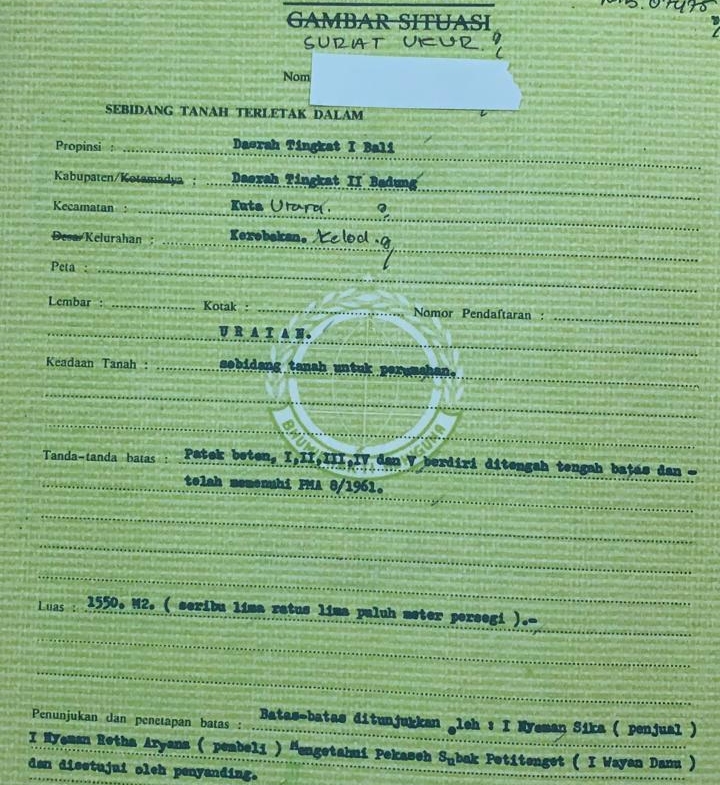 GAMBAR SITUASI
SURAT UKUR.
Nom
SEBIDANG TANAH TERLETAK DALAM
Propinsi : Daerah Tingkat I Bali
Kabupaten/Kotamadya : Daerah Tingkat II Badung
Kecamatan : Kuta Utara.
Desa/Kelurahan : Kerobokan. Kelod.
Peta :
Lembar : Kotak : Nomor Pendaftaran :
U R A I A N.
Keadaan Tanah : sebidang tanah untuk perumahan.
BHUMI
Tanda-tanda batas : Patok beton, I,II,III,IV dan V berdiri ditengah tengah batas dan -
telah memenuhi PMA 8/1961.
Luas : 1550. M2. ( seribu lima ratus lima puluh meter persegi ).-
Penunjukan dan penetapan batas : Batas-batas ditunjukkan oleh : I Nyoman Sika ( penjual )
I Nyoman Retha Aryana ( pembeli ) Mengetahui Pekaseh Subak Petitenget ( I Wayan Danu )
dan disetujui oleh penyanding.